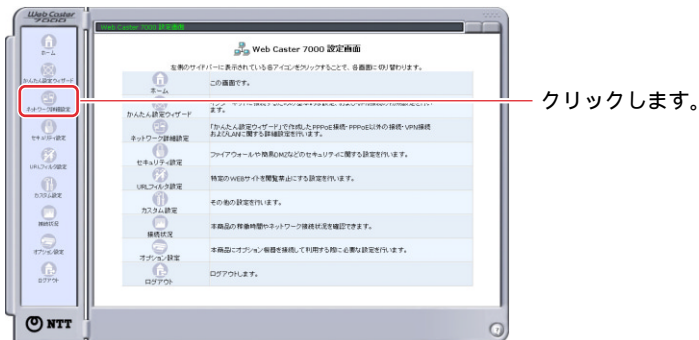 Web Caster
7000
Web Caster 7000 設定画面
Web Caster 7000 設定画面
左側のサイドバーに表示されている各アイコンをクリックすることで、各画面に切り替わります。
ホーム
かんたん設定ウィザード
ネットワーク詳細設定
セキュリティ設定
URLフィルタ設定
カスタム設定
接続状況
オプション設定
ログアウト
ホーム
この画面です。
かんたん設定ウィザード
ます。
ネットワーク詳細設定
「かんたん設定ウィザード」で作成したPPPoE接続・PPPoE以外の接続・VPN接続
およびLANに関する詳細設定を行います。
セキュリティ設定
ファイアウォールや簡易DMZなどのセキュリティに関する設定を行います。
URLフィルタ設定
特定のWEBサイトを閲覧禁止にする設定を行います。
カスタム設定
その他の設定を行います。
接続状況
本商品の稼働時間やネットワーク接続状況を確認できます。
オプション設定
本商品にオプション機器を接続して利用する際に必要な設定を行います。
ログアウト
ログアウトします。
クリックします。
NTT